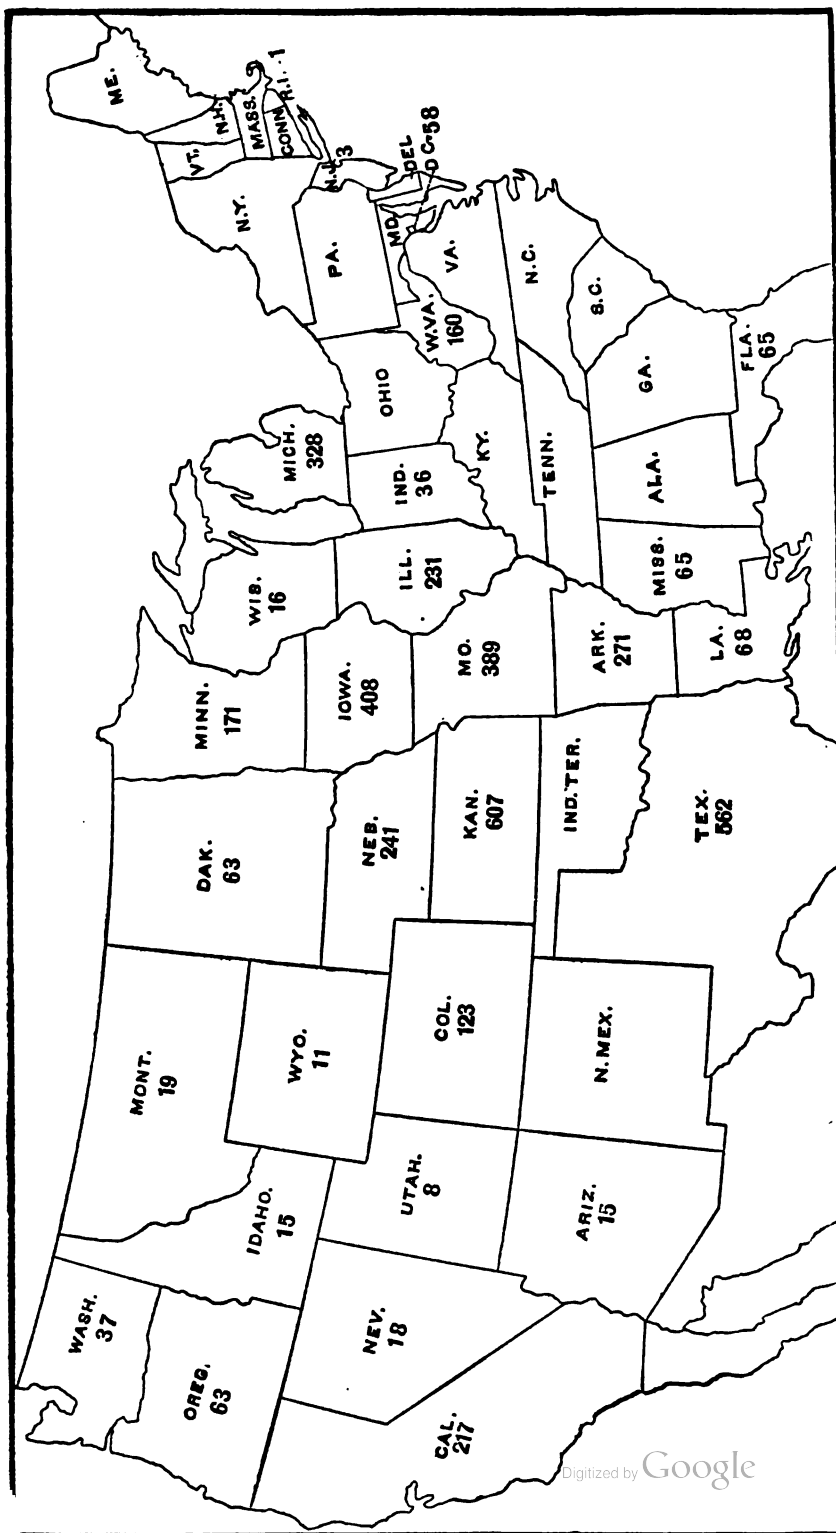 ME.
N.H.
VT.
MASS.
R.I. 1
CONN.
N.Y.
N.J. 3
PA.
DEL
MD.
D C-58
VA.
W.VA.
160
N.C.
S.C.
GA.
FLA.
65
OHIO
MICH.
328
IND.
36
KY.
TENN.
ALA.
MISS.
65
WIS.
16
ILL.
231
MINN.
171
IOWA.
408
MO.
389
ARK.
271
LA.
68
DAK.
63
NEB.
241
KAN.
607
IND.TER.
TEX.
562
MONT.
19
WYO.
11
COL.
123
N.MEX.
IDAHO.
15
UTAH.
8
ARIZ.
15
WASH.
37
OREG.
63
NEV.
18
CAL.
217
Digitized by Google